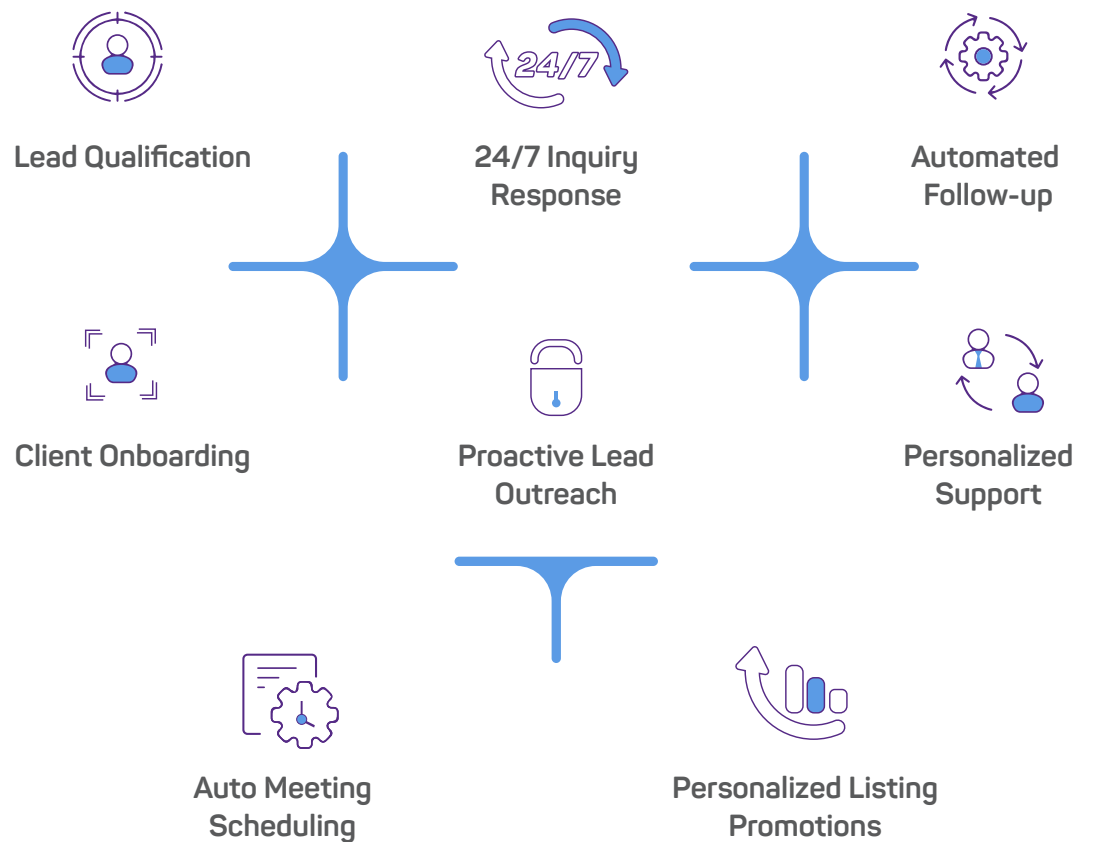 24/7
Lead Qualification
24/7 Inquiry
Response
Automated
Follow-up
Client Onboarding
Proactive Lead
Outreach
Personalized
Support
Auto Meeting
Scheduling
Personalized Listing
Promotions